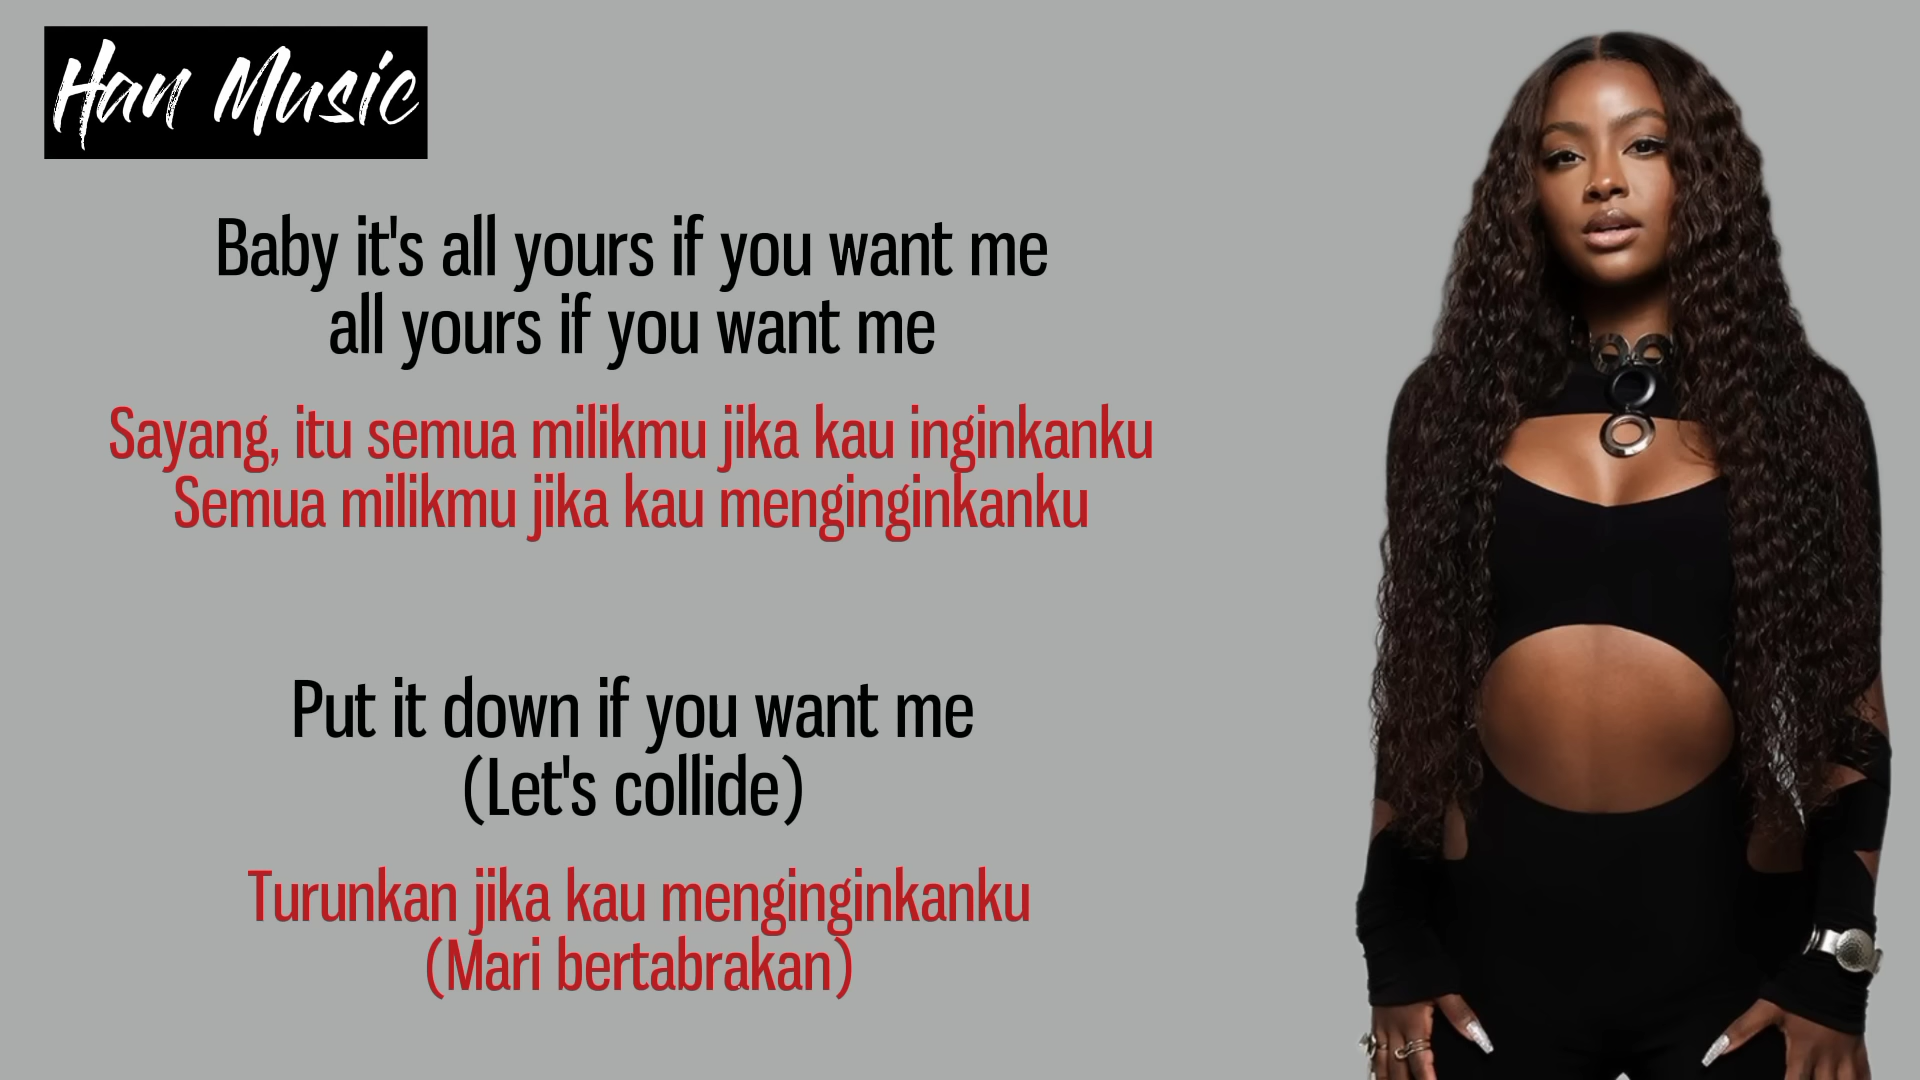 Han Music
Baby it's all yours if you want me
all yours if you want me
Sayang, itu semua milikmu jika kau inginkanku
Semua milikmu jika kau menginginkanku
Put it down if you want me
(Let's collide)
Turunkan jika kau menginginkanku
(Mari bertabrakan)